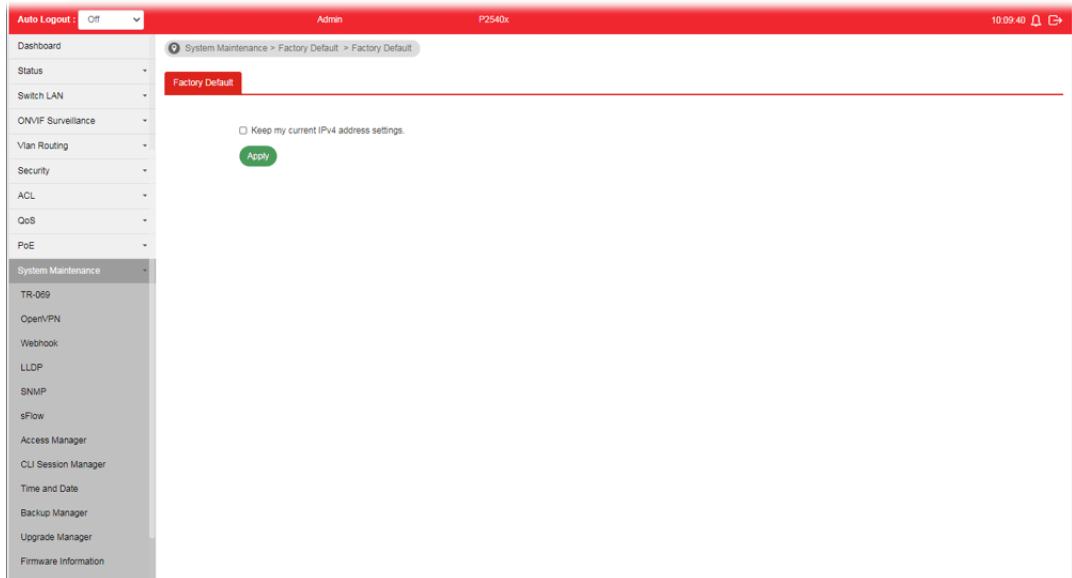 Auto Logout : Off Admin P2540x 10:09:40
Dashboard
Status
Switch LAN
ONVIF Surveillance
Vlan Routing
Security
ACL
QoS
PoE
System Maintenance
TR-069
OpenVPN
Webhook
LLDP
SNMP
sFlow
Access Manager
CLI Session Manager
Time and Date
Backup Manager
Upgrade Manager
Firmware Information
System Maintenance > Factory Default > Factory Default
Factory Default
Keep my current IPv4 address settings.
Apply